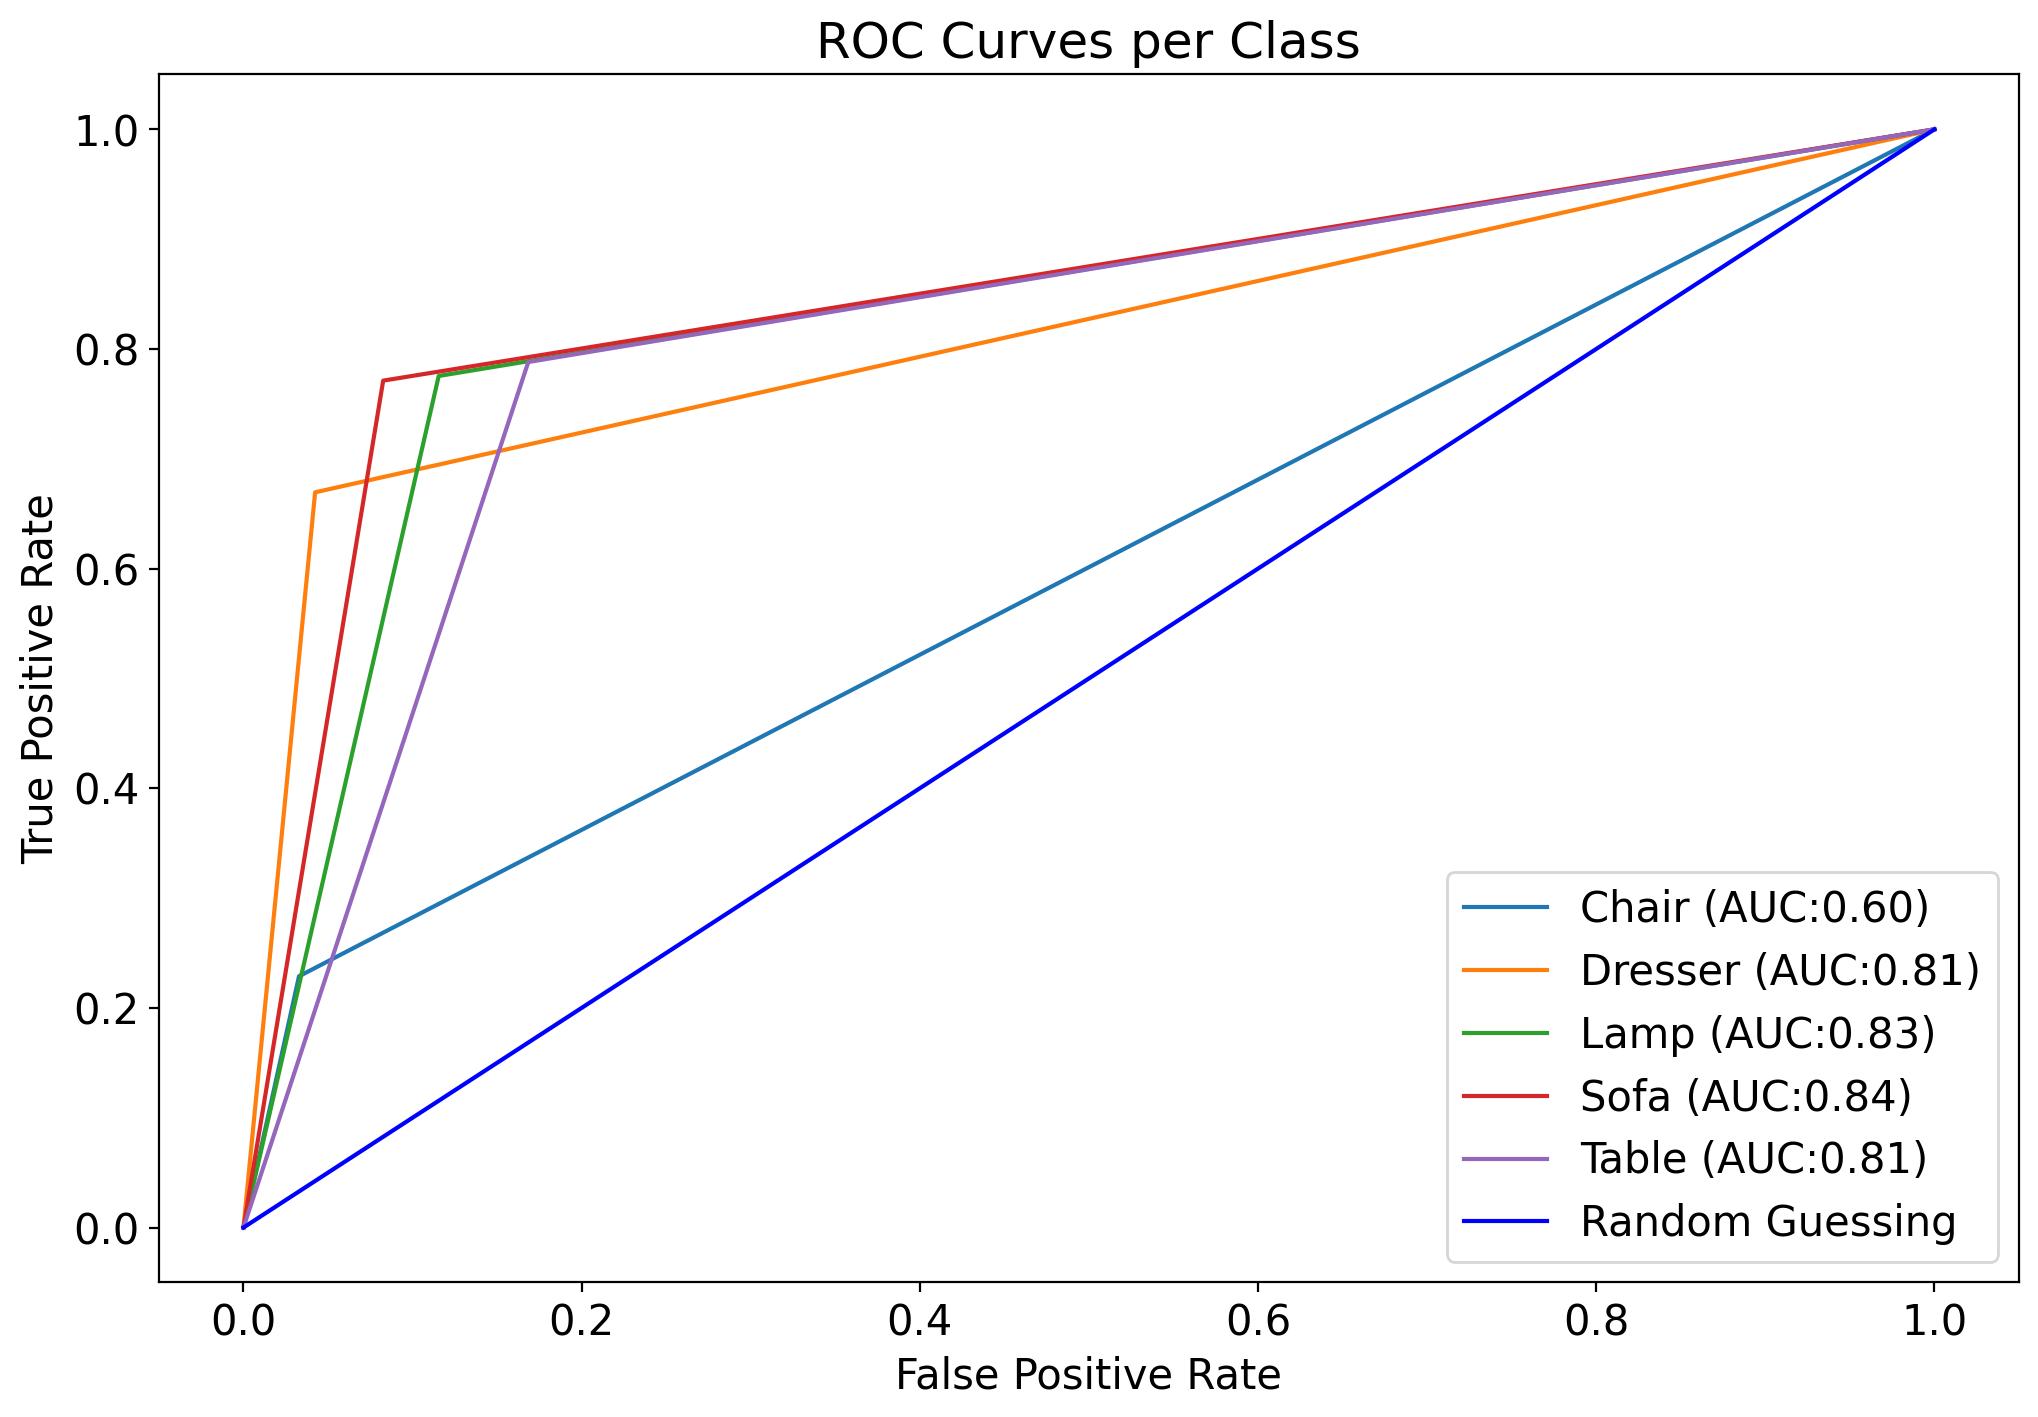 ROC Curves per Class
1.0
0.8
0.6
0.4
0.2
0.0
True Positive Rate
Chair (AUC:0.60)
Dresser (AUC:0.81)
Lamp (AUC:0.83)
Sofa (AUC:0.84)
Table (AUC:0.81)
Random Guessing
0.0 0.2 0.4 0.6 0.8 1.0
False Positive Rate